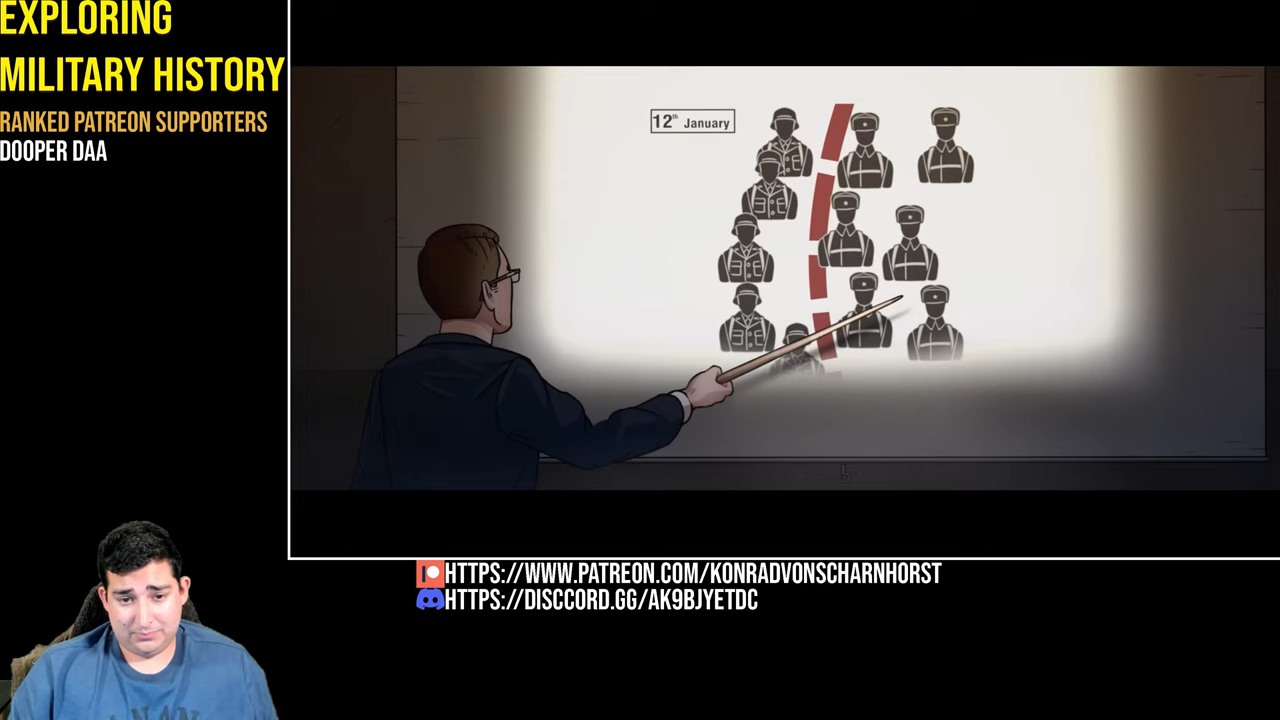 EXPLORING
MILITARY HISTORY
RANKED PATREON SUPPORTERS
DOOPER DAA
12th January
HTTPS://WWW.PATREON.COM/KONRADVONSCHARNHORST
HTTPS://DISCCORD.GG/AK9BJYETDC
ANAN